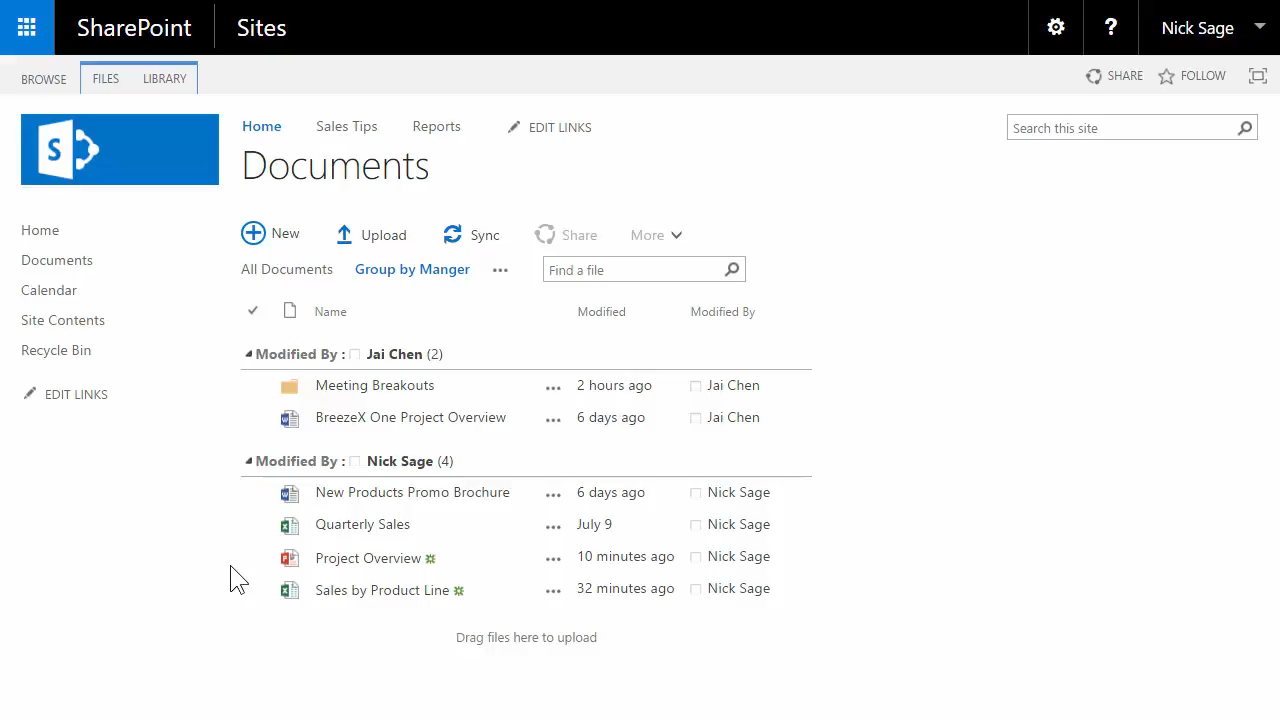 SharePoint Sites ? Nick Sage
BROWSE FILES LIBRARY SHARE FOLLOW
S
Home Sales Tips Reports EDIT LINKS Search this site
Documents
Home
Documents
Calendar
Site Contents
Recycle Bin
EDIT LINKS
New Upload Sync Share More
All Documents Group by Manger ••• Find a file
Name Modified Modified By
Modified By : Jai Chen (2)
Meeting Breakouts ••• 2 hours ago Jai Chen
BreezeX One Project Overview ••• 6 days ago Jai Chen
Modified By : Nick Sage (4)
New Products Promo Brochure ••• 6 days ago Nick Sage
Quarterly Sales ••• July 9 Nick Sage
Project Overview ••• 10 minutes ago Nick Sage
Sales by Product Line ••• 32 minutes ago Nick Sage
Drag files here to upload